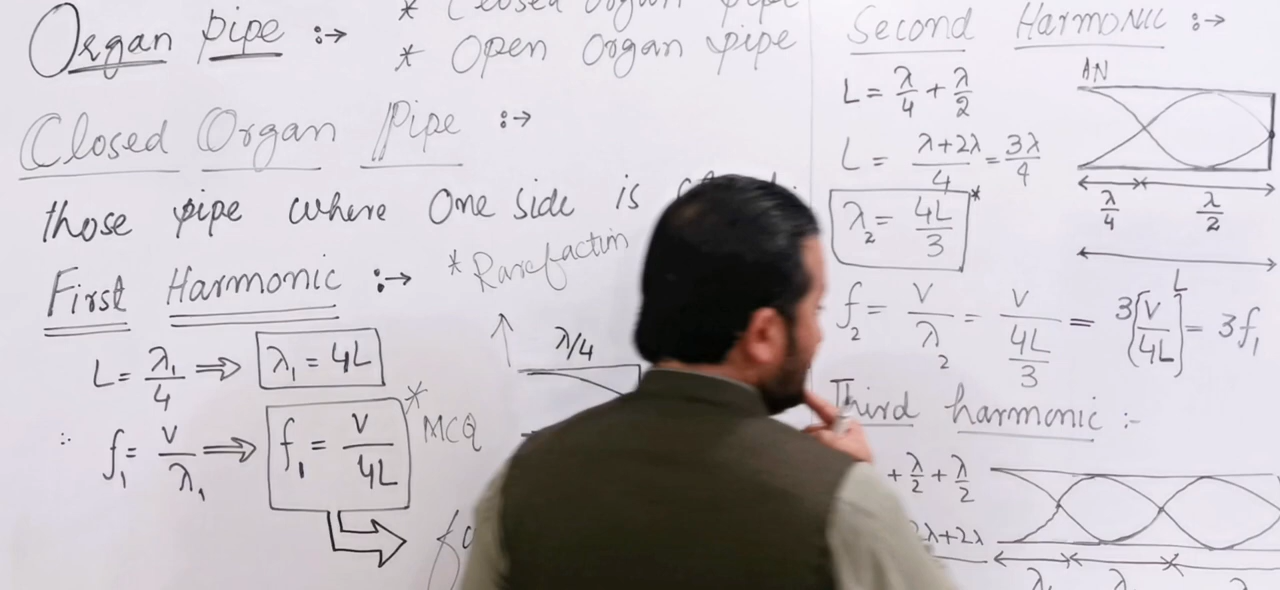 Organ pipe :→
* Closed Organ pipe
* Open Organ pipe
Closed Organ Pipe :→
those pipe where One side is
First Harmonic :→ * Rarefactim
L = λ₁/4 ⇒ λ₁ = 4L
∵ f₁ = v/λ₁ ⇒ f₁ = v/4L * MCQ
λ/4
Second Harmonic :→
L = λ/4 + λ/2
L = λ+2λ/4 = 3λ/4
λ₂ = 4L/3 *
AN
λ/4 λ/2
L
f₂ = v/λ₂ = v/4L/3 = 3[v/4L] = 3f₁
Third harmonic :-
+ λ/2 + λ/2
2λ+2λ
λ λ λ